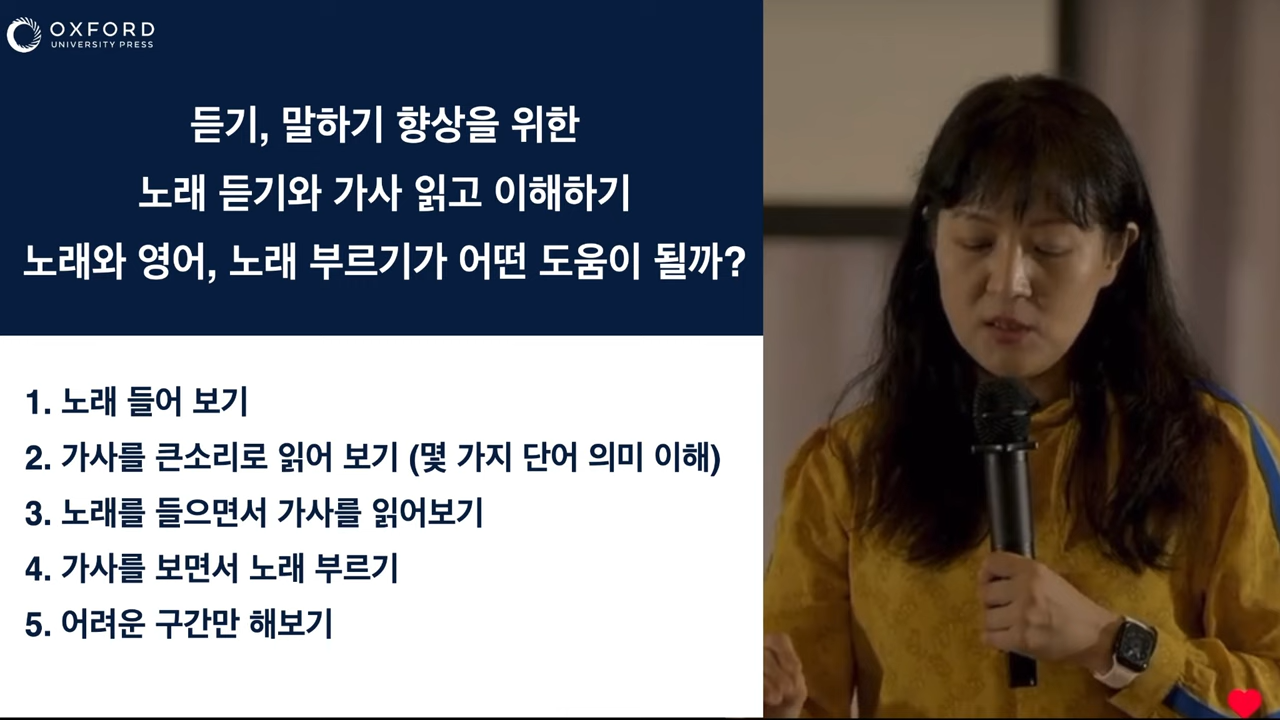 OXFORD
UNIVERSITY PRESS
듣기, 말하기 향상을 위한
노래 듣기와 가사 읽고 이해하기
노래와 영어, 노래 부르기가 어떤 도움이 될까?
1. 노래 들어 보기
2. 가사를 큰소리로 읽어 보기 (몇 가지 단어 의미 이해)
3. 노래를 들으면서 가사를 읽어보기
4. 가사를 보면서 노래 부르기
5. 어려운 구간만 해보기